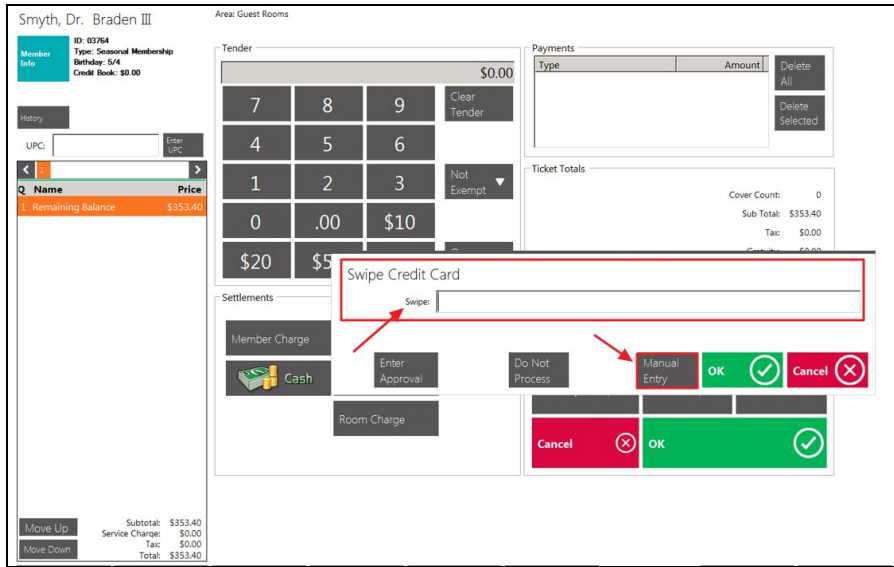 Smyth, Dr. Braden III
Area: Guest Rooms
Member Info
ID: 03764
Type: Seasonal Membership
Birthday: 5/4
Credit Book: $0.00
History
UPC:
Enter UPC
1
Q Name Price
1 Remaining Balance $353.40
Move Up
Move Down
Subtotal: $353.40
Service Charge: $0.00
Tax: $0.00
Total: $353.40
Tender
$0.00
7 8 9
Clear Tender
4 5 6
1 2 3
Not Exempt
0 .00 $10
$20
Payments
Type Amount
Delete All
Delete Selected
Ticket Totals
Cover Count: 0
Sub Total: $353.40
Tax: $0.00
Settlements
Member Charge
Cash
Room Charge
Swipe Credit Card
Swipe:
Enter Approval
Do Not Process
Manual Entry
OK
Cancel
Cancel
OK